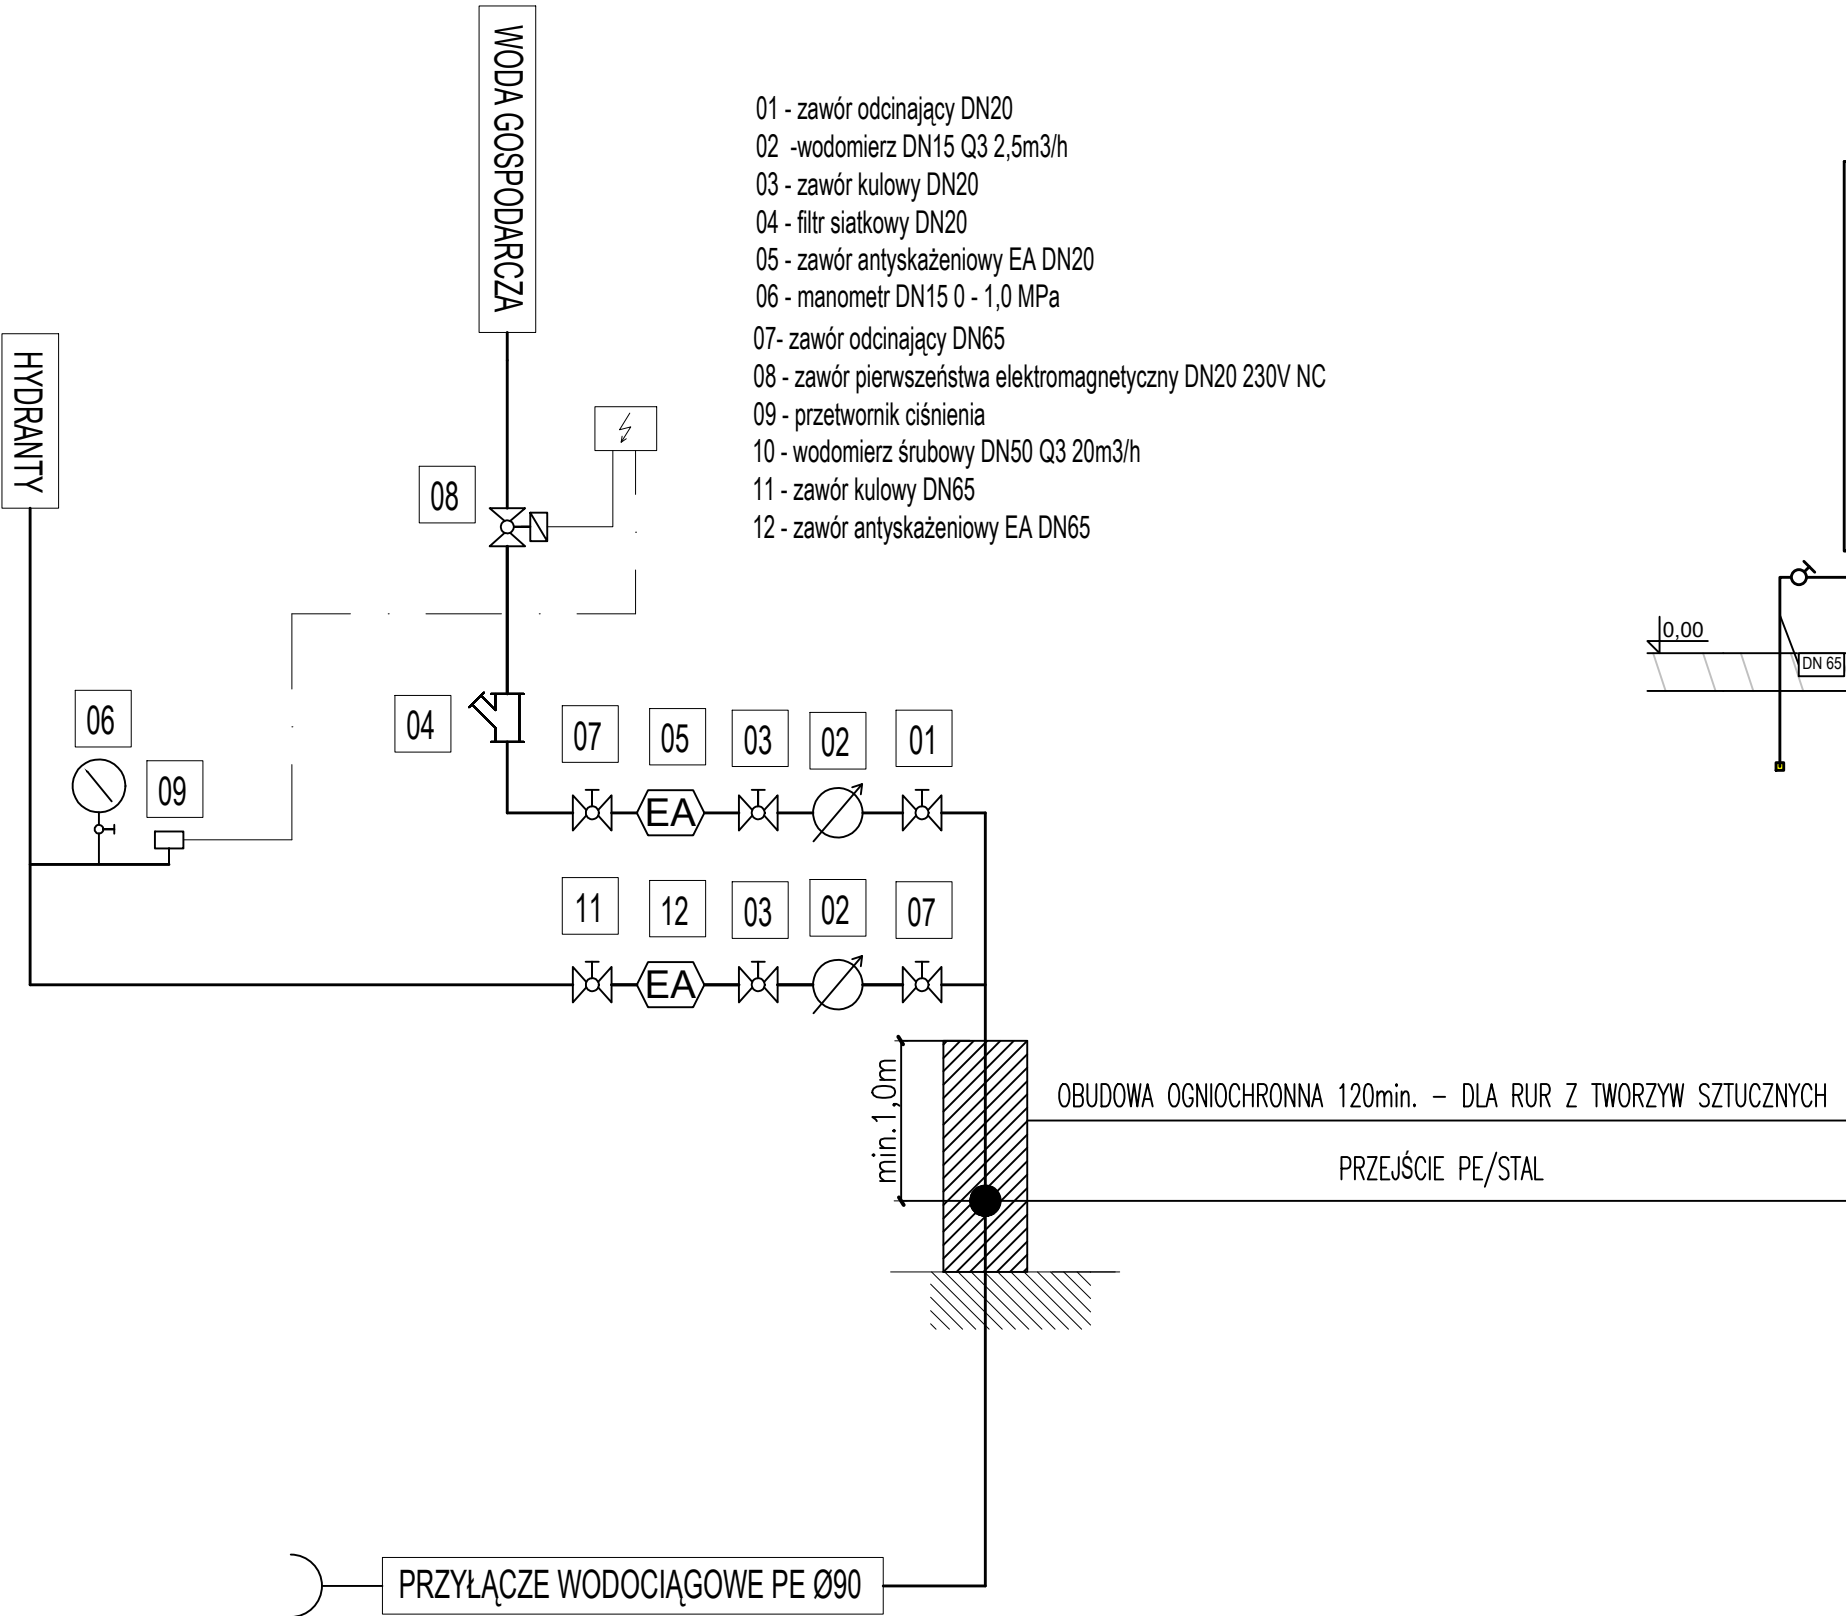 WODA GOSPODARCZA
HYDRANTY
01 - zawór odcinający DN20
02 -wodomierz DN15 Q3 2,5m3/h
03 - zawór kulowy DN20
04 - filtr siatkowy DN20
05 - zawór antyskażeniowy EA DN20
06 - manometr DN15 0 - 1,0 MPa
07- zawór odcinający DN65
08 - zawór pierwszeństwa elektromagnetyczny DN20 230V NC
09 - przetwornik ciśnienia
10 - wodomierz śrubowy DN50 Q3 20m3/h
11 - zawór kulowy DN65
12 - zawór antyskażeniowy EA DN65
08
0,00
DN 65
06
09
04
07 05 03 02 01
EA
11 12 03 02 07
EA
min.1,0m
OBUDOWA OGNIOCHRONNA 120min. – DLA RUR Z TWORZYW SZTUCZNYCH
PRZEJŚCIE PE/STAL
PRZYŁĄCZE WODOCIĄGOWE PE Ø90